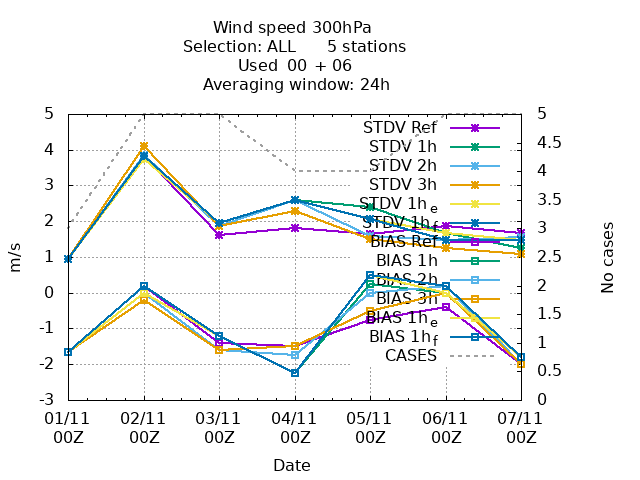 Wind speed 300hPa
Selection: ALL 5 stations
Used 00 + 06
Averaging window: 24h
5
4
3
2
1
0
-1
-2
-3
m/s
5
4.5
4
3.5
3
2.5
2
1.5
1
0.5
0
No cases
STDV Ref
STDV 1h
STDV 2h
STDV 3h
STDV 1h e
STDV 1h f
BIAS Ref
BIAS 1h
BIAS 2h
BIAS 3h
BIAS 1h e
BIAS 1h f
CASES
01/11 02/11 03/11 04/11 05/11 06/11 07/11
00Z 00Z 00Z 00Z 00Z 00Z 00Z
Date